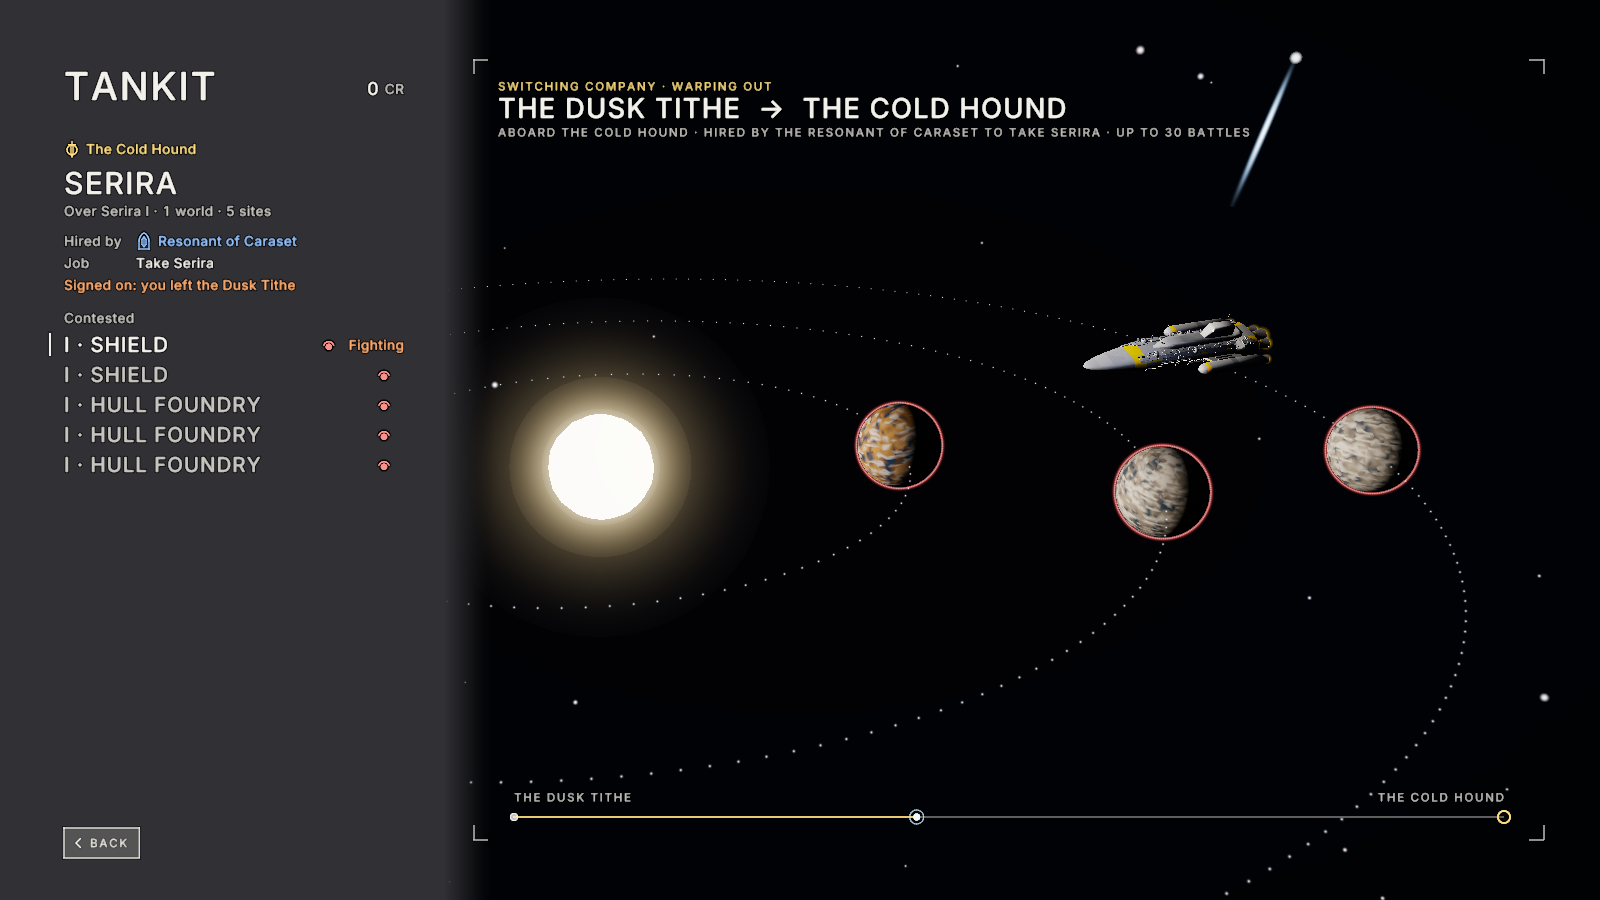 TANKIT
0 CR
The Cold Hound
SERIRA
Over Serira I · 1 world · 5 sites
Hired by Resonant of Caraset
Job Take Serira
Signed on: you left the Dusk Tithe
Contested
I · SHIELD Fighting
I · SHIELD
I · HULL FOUNDRY
I · HULL FOUNDRY
I · HULL FOUNDRY
< BACK
SWITCHING COMPANY · WARPING OUT
THE DUSK TITHE → THE COLD HOUND
ABOARD THE COLD HOUND · HIRED BY THE RESONANT OF CARASET TO TAKE SERIRA · UP TO 30 BATTLES
THE DUSK TITHE
THE COLD HOUND